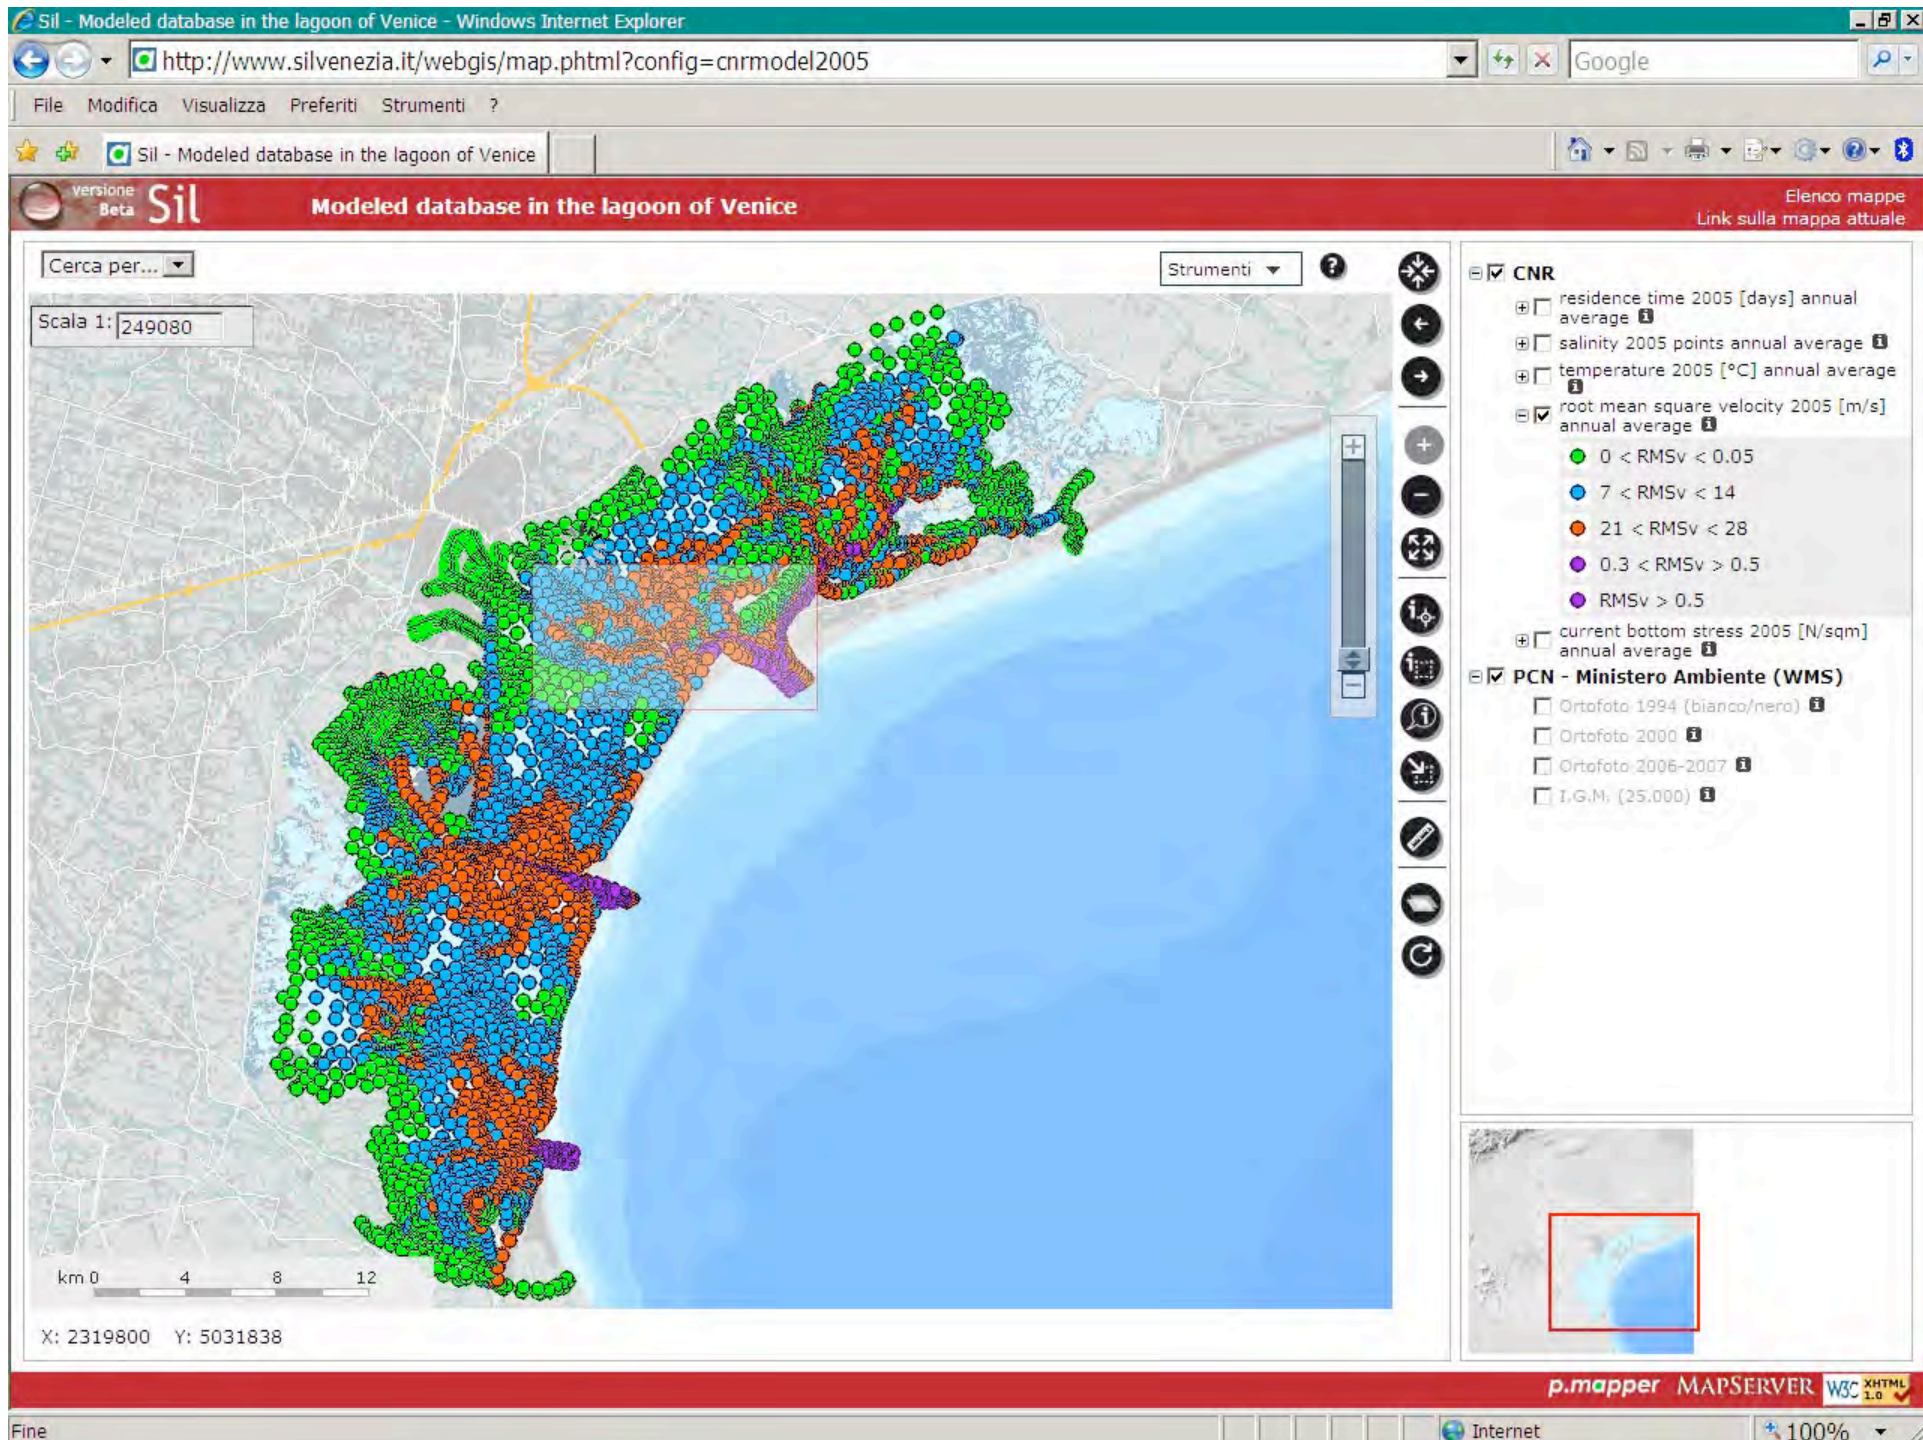 Sil - Modeled database in the lagoon of Venice - Windows Internet Explorer
http://www.silvenezia.it/webgis/map.phtml?config=cnrmodel2005
Google
File Modifica Visualizza Preferiti Strumenti ?
Sil - Modeled database in the lagoon of Venice
versione
Beta Sil
Modeled database in the lagoon of Venice
Elenco mappe
Link sulla mappa attuale
Cerca per...
Strumenti
?
Scala 1: 249080
CNR
residence time 2005 [days] annual
average
salinity 2005 points annual average
temperature 2005 [°C] annual average
root mean square velocity 2005 [m/s]
annual average
0 < RMSv < 0.05
7 < RMSv < 14
21 < RMSv < 28
0.3 < RMSv > 0.5
RMSv > 0.5
current bottom stress 2005 [N/sqm]
annual average
PCN - Ministero Ambiente (WMS)
Ortofoto 1994 (bianco/nero)
Ortofoto 2000
Ortofoto 2006-2007
I.G.M. (25.000)
km 0 4 8 12
X: 2319800 Y: 5031838
p.mapper MAPSERVER W3C XHTML 1.0
Fine
Internet
100%